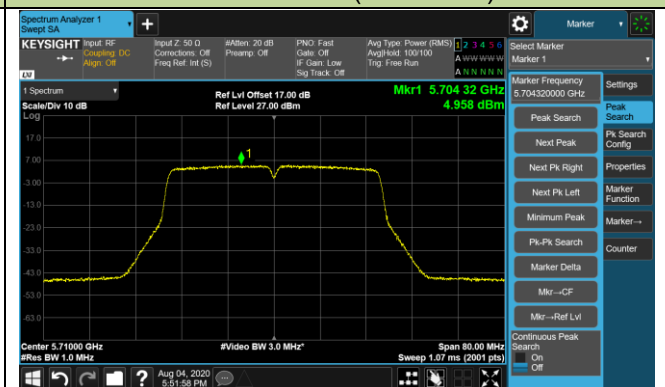 Spectrum Analyzer 1
Swept SA
Marker
KEYSIGHT
Input: RF
Coupling: DC
Align: Off
Input Z: 50 Ω
Corrections: Off
Freq Ref: Int (S)
#Atten: 20 dB
Preamp: Off
PNO: Fast
Gate: Off
IF Gain: Low
Sig Track: Off
Avg Type: Power (RMS)
Avg|Hold: 100/100
Trig: Free Run
1 2 3 4 5 6
A W W W W W
A N N N N N
LXI
Select Marker
Marker 1
1 Spectrum
Scale/Div 10 dB
Log
Ref Lvl Offset 17.00 dB
Ref Level 27.00 dBm
Mkr1 5.704 32 GHz
4.958 dBm
17.0
7.00
-3.00
-13.0
-23.0
-33.0
-43.0
-53.0
-63.0
1
Center 5.71000 GHz
#Res BW 1.0 MHz
#Video BW 3.0 MHz*
Span 80.00 MHz
Sweep 1.07 ms (2001 pts)
Marker Frequency
5.704320000 GHz
Peak Search
Next Peak
Next Pk Right
Next Pk Left
Minimum Peak
Pk-Pk Search
Marker Delta
Mkr→CF
Mkr→Ref Lvl
Continuous Peak
Search
On
Off
Settings
Peak
Search
Pk Search
Config
Properties
Marker
Function
Marker→
Counter
Aug 04, 2020
5:51:58 PM